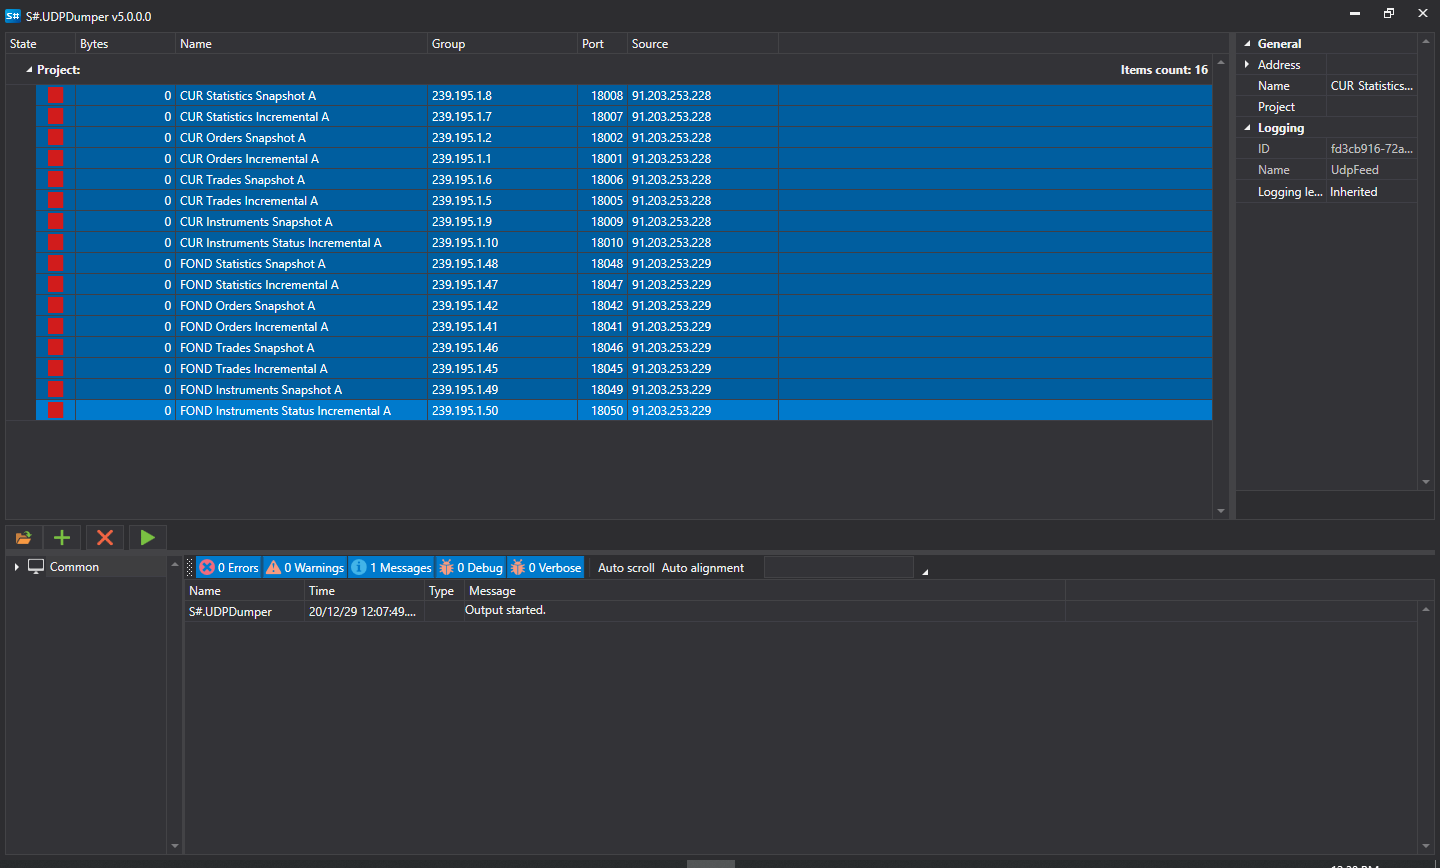 S# S#.UDPDumper v5.0.0.0
State Bytes Name Group Port Source
Project: Items count: 16
0 CUR Statistics Snapshot A 239.195.1.8 18008 91.203.253.228
0 CUR Statistics Incremental A 239.195.1.7 18007 91.203.253.228
0 CUR Orders Snapshot A 239.195.1.2 18002 91.203.253.228
0 CUR Orders Incremental A 239.195.1.1 18001 91.203.253.228
0 CUR Trades Snapshot A 239.195.1.6 18006 91.203.253.228
0 CUR Trades Incremental A 239.195.1.5 18005 91.203.253.228
0 CUR Instruments Snapshot A 239.195.1.9 18009 91.203.253.228
0 CUR Instruments Status Incremental A 239.195.1.10 18010 91.203.253.228
0 FOND Statistics Snapshot A 239.195.1.48 18048 91.203.253.229
0 FOND Statistics Incremental A 239.195.1.47 18047 91.203.253.229
0 FOND Orders Snapshot A 239.195.1.42 18042 91.203.253.229
0 FOND Orders Incremental A 239.195.1.41 18041 91.203.253.229
0 FOND Trades Snapshot A 239.195.1.46 18046 91.203.253.229
0 FOND Trades Incremental A 239.195.1.45 18045 91.203.253.229
0 FOND Instruments Snapshot A 239.195.1.49 18049 91.203.253.229
0 FOND Instruments Status Incremental A 239.195.1.50 18050 91.203.253.229
General
Address
Name CUR Statistics...
Project
Logging
ID fd3cb916-72a...
Name UdpFeed
Logging le... Inherited
Common
0 Errors 0 Warnings 1 Messages 0 Debug 0 Verbose Auto scroll Auto alignment
Name Time Type Message
S#.UDPDumper 20/12/29 12:07:49.... Output started.